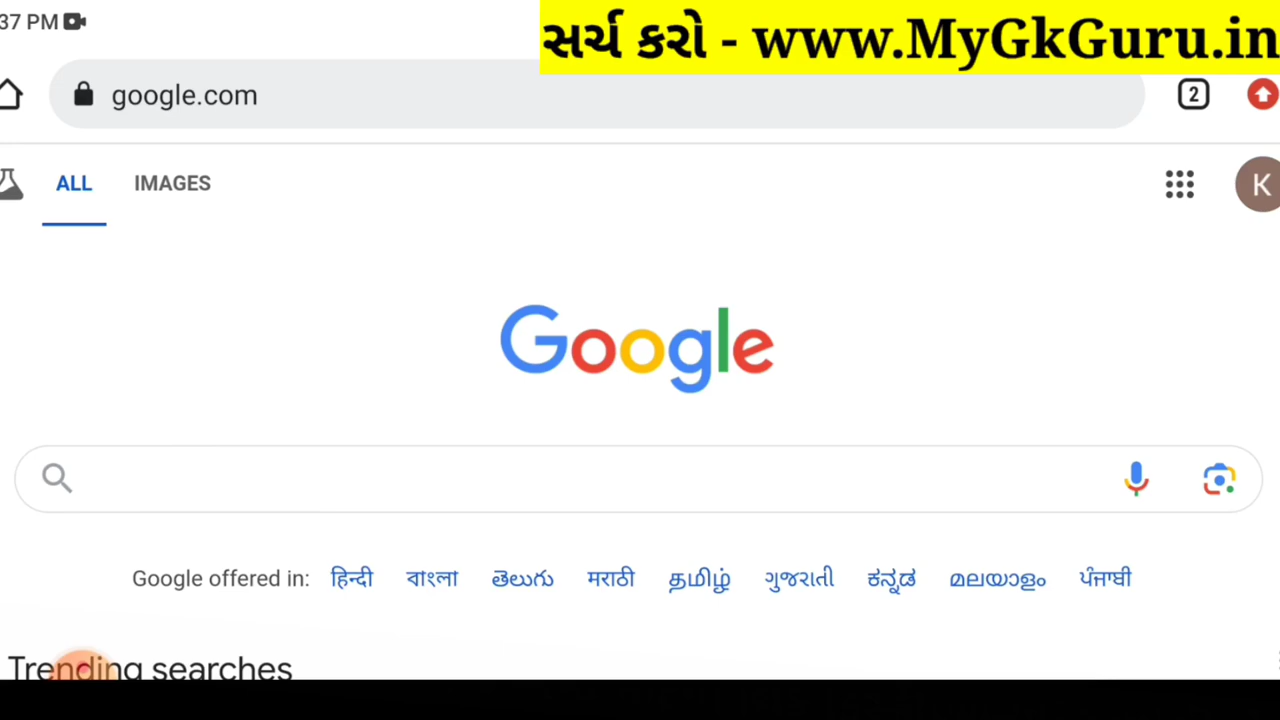 37 PM
સર્ચ કરો - www.MyGkGuru.in
google.com
2
ALL IMAGES
K
Google
Google offered in: हिन्दी বাংলা తెలుగు मराठी தமிழ் ગુજરાતી ಕನ್ನಡ മലയാളം ਪੰਜਾਬੀ
Trending searches